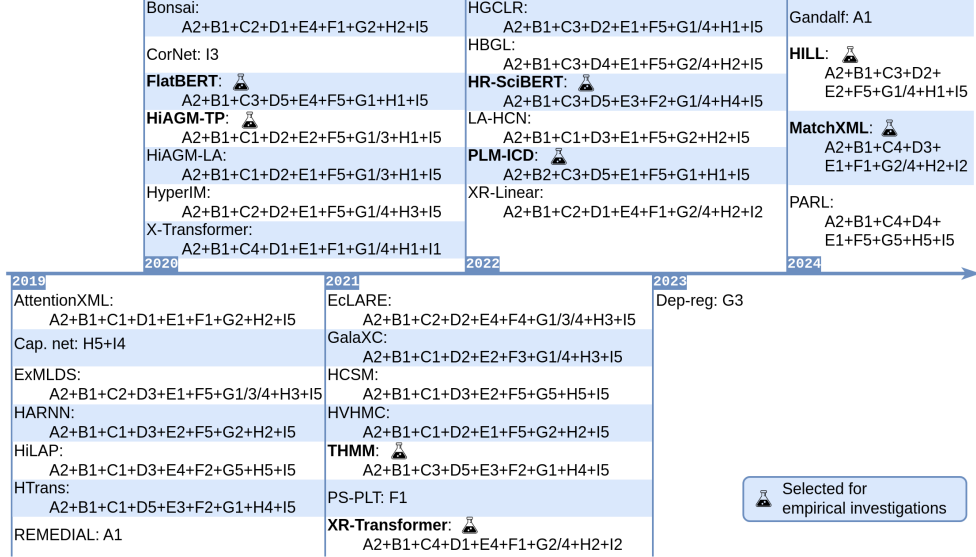 Bonsai:
A2+B1+C2+D1+E4+F1+G2+H2+I5
CorNet: I3
FlatBERT:
A2+B1+C3+D5+E4+F5+G1+H1+I5
HiAGM-TP:
A2+B1+C1+D2+E2+F5+G1/3+H1+I5
HiAGM-LA:
A2+B1+C1+D2+E2+F5+G1/3+H1+I5
HyperIM:
A2+B1+C2+D2+E1+F5+G1/4+H3+I5
X-Transformer:
A2+B1+C4+D1+E1+F1+G1/4+H1+I1
2020
HGCLR:
A2+B1+C3+D2+E1+F5+G1/4+H1+I5
HBGL:
A2+B1+C3+D4+E1+F5+G2/4+H2+I5
HR-SciBERT:
A2+B1+C3+D5+E3+F2+G1/4+H4+I5
LA-HCN:
A2+B1+C1+D3+E1+F5+G2+H2+I5
PLM-ICD:
A2+B2+C3+D5+E1+F5+G1+H1+I5
XR-Linear:
A2+B1+C2+D1+E4+F1+G2/4+H2+I2
2022
Gandalf: A1
HILL:
A2+B1+C3+D2+
E2+F5+G1/4+H1+I5
MatchXML:
A2+B1+C4+D3+
E1+F1+G2/4+H2+I2
PARL:
A2+B1+C4+D4+
E1+F5+G5+H5+I5
2024
2019
AttentionXML:
A2+B1+C1+D1+E1+F1+G2+H2+I5
Cap. net: H5+I4
ExMLDS:
A2+B1+C2+D3+E1+F5+G1/3/4+H3+I5
HARNN:
A2+B1+C1+D3+E2+F5+G2+H2+I5
HiLAP:
A2+B1+C1+D3+E4+F2+G5+H5+I5
HTrans:
A2+B1+C1+D5+E3+F2+G1+H4+I5
REMEDIAL: A1
2021
EcLARE:
A2+B1+C2+D2+E4+F4+G1/3/4+H3+I5
GalaXC:
A2+B1+C1+D2+E2+F3+G1/4+H3+I5
HCSM:
A2+B1+C1+D3+E2+F5+G5+H5+I5
HVHMC:
A2+B1+C1+D2+E1+F5+G2+H2+I5
THMM:
A2+B1+C3+D5+E3+F2+G1+H4+I5
PS-PLT: F1
XR-Transformer:
A2+B1+C4+D1+E4+F1+G2/4+H2+I2
2023
Dep-reg: G3
Selected for
empirical investigations